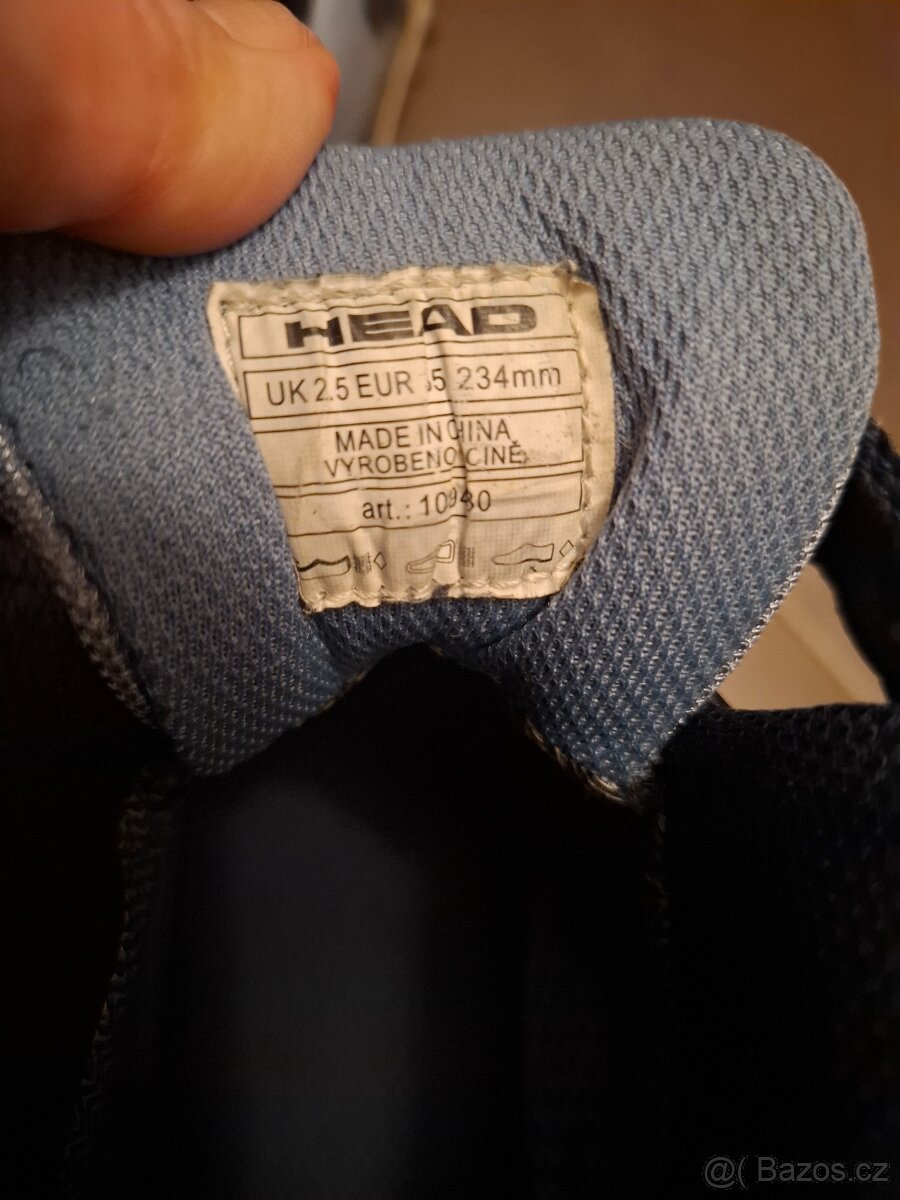 HEAD
UK 2.5 EUR 234mm
MADE IN CHINA
VYROBENO ČÍNĚ
art.:
@( Bazos.cz